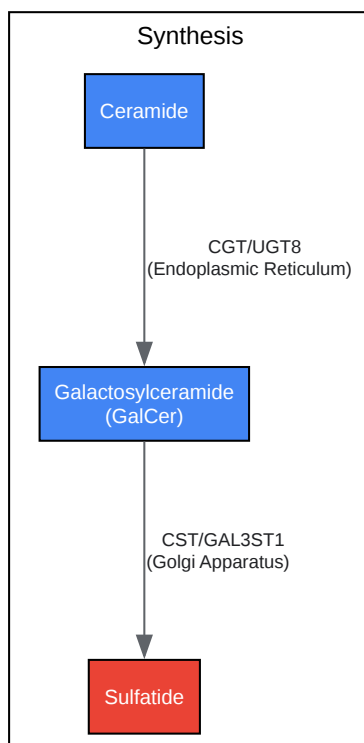 Synthesis
Ceramide
CGT/UGT8
(Endoplasmic Reticulum)
Galactosylceramide
(GalCer)
CST/GAL3ST1
(Golgi Apparatus)
Sulfatide